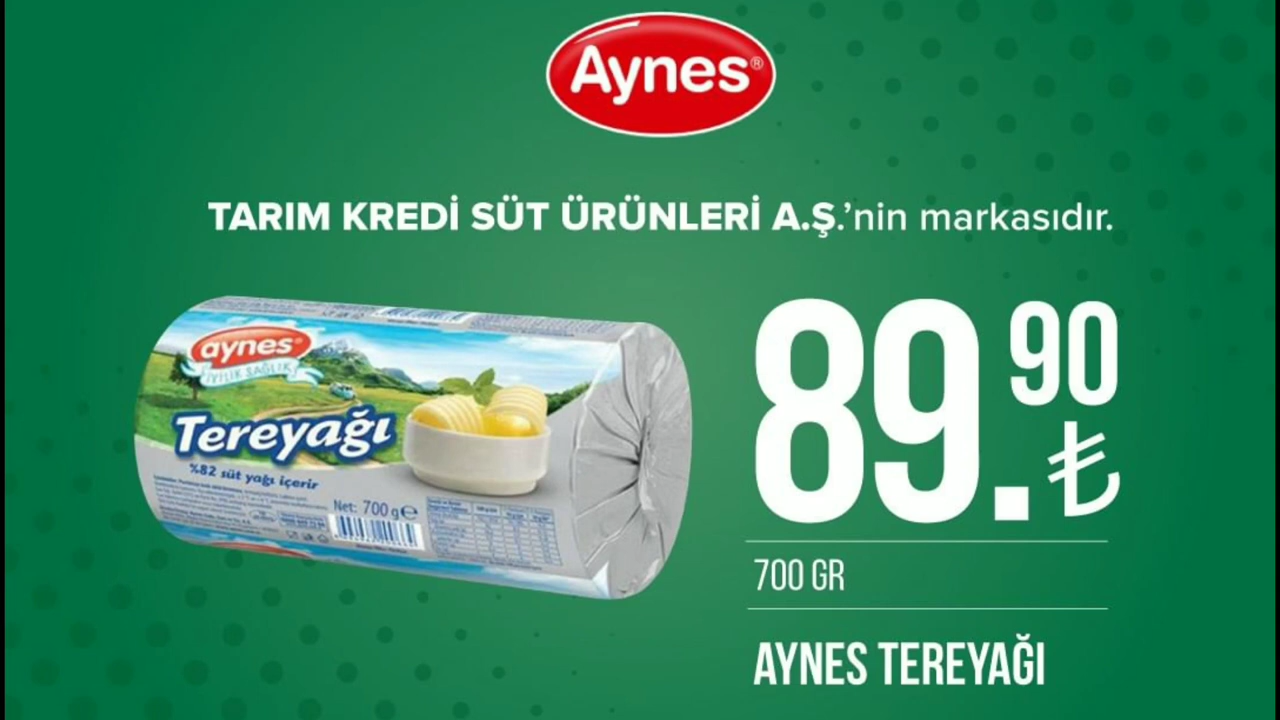 Aynes®
TARIM KREDİ SÜT ÜRÜNLERİ A.Ş.'nin markasıdır.
aynes®
İYİLİK SAĞLIK
Tereyağı
%82 süt yağı içerir
Net: 700 g e
89.90
₺
700 GR
AYNES TEREYAĞI